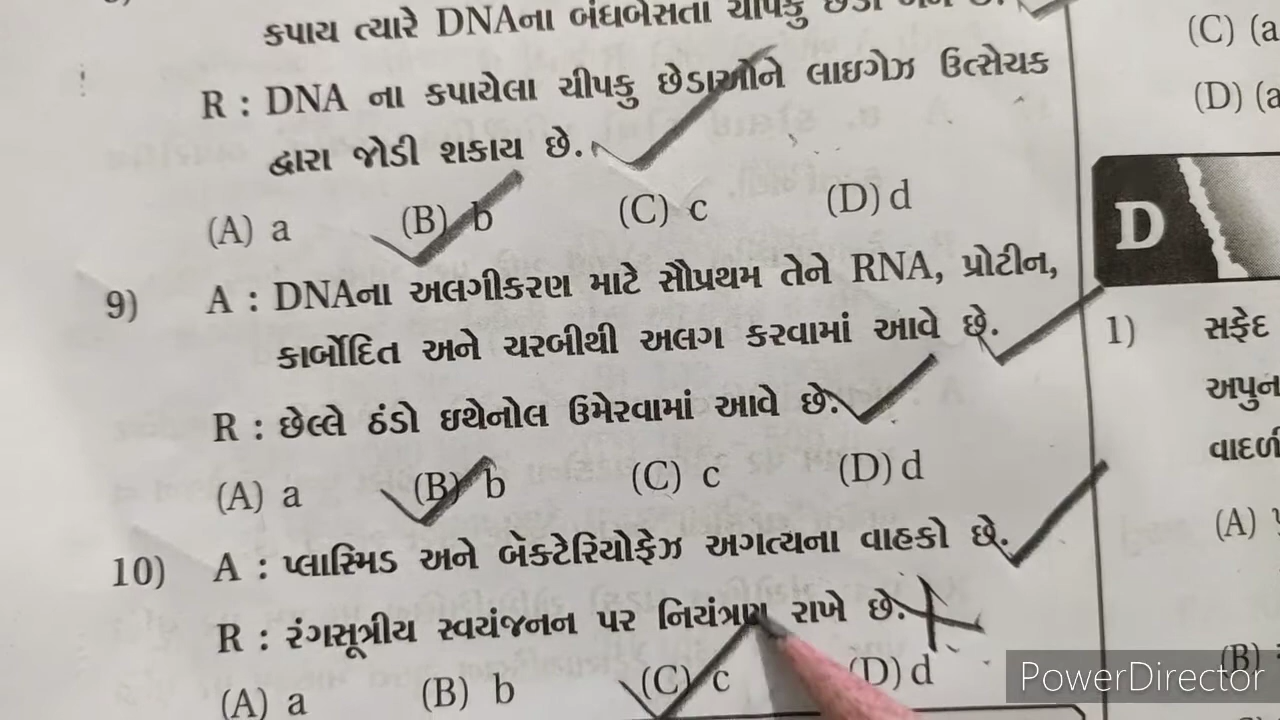 કપાય ત્યારે DNAના બંધબેસતા ચીપકુ છેડા
R : DNA ના કપાયેલા ચીપકુ છેડાઓને લાઇગેઝ ઉત્સેચક
દ્વારા જોડી શકાય છે.
(A) a (B) b (C) c (D) d
9) A : DNAના અલગીકરણ માટે સૌપ્રથમ તેને RNA, પ્રોટીન,
કાર્બોદિત અને ચરબીથી અલગ કરવામાં આવે છે.
R : છેલ્લે ઠંડો ઇથેનોલ ઉમેરવામાં આવે છે.
(A) a (B) b (C) c (D) d
10) A : પ્લાસ્મિડ અને બૅક્ટેરિયોફેઝ અગત્યના વાહકો છે.
R : રંગસૂત્રીય સ્વયંજનન પર નિયંત્રણ રાખે છે.
(A) a (B) b (C) c (D) d
(C) (a
(D) (a
D
1) સફેદ
અપુન
વાદળી
(A)
(B)
PowerDirector